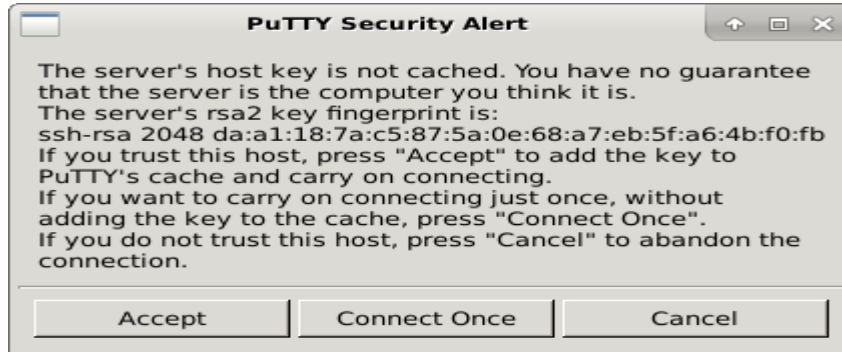 PuTTY Security Alert
The server's host key is not cached. You have no guarantee
that the server is the computer you think it is.
The server's rsa2 key fingerprint is:
ssh-rsa 2048 da:a1:18:7a:c5:87:5a:0e:68:a7:eb:5f:a6:4b:f0:fb
If you trust this host, press "Accept" to add the key to
PuTTY's cache and carry on connecting.
If you want to carry on connecting just once, without
adding the key to the cache, press "Connect Once".
If you do not trust this host, press "Cancel" to abandon the
connection.
Accept Connect Once Cancel